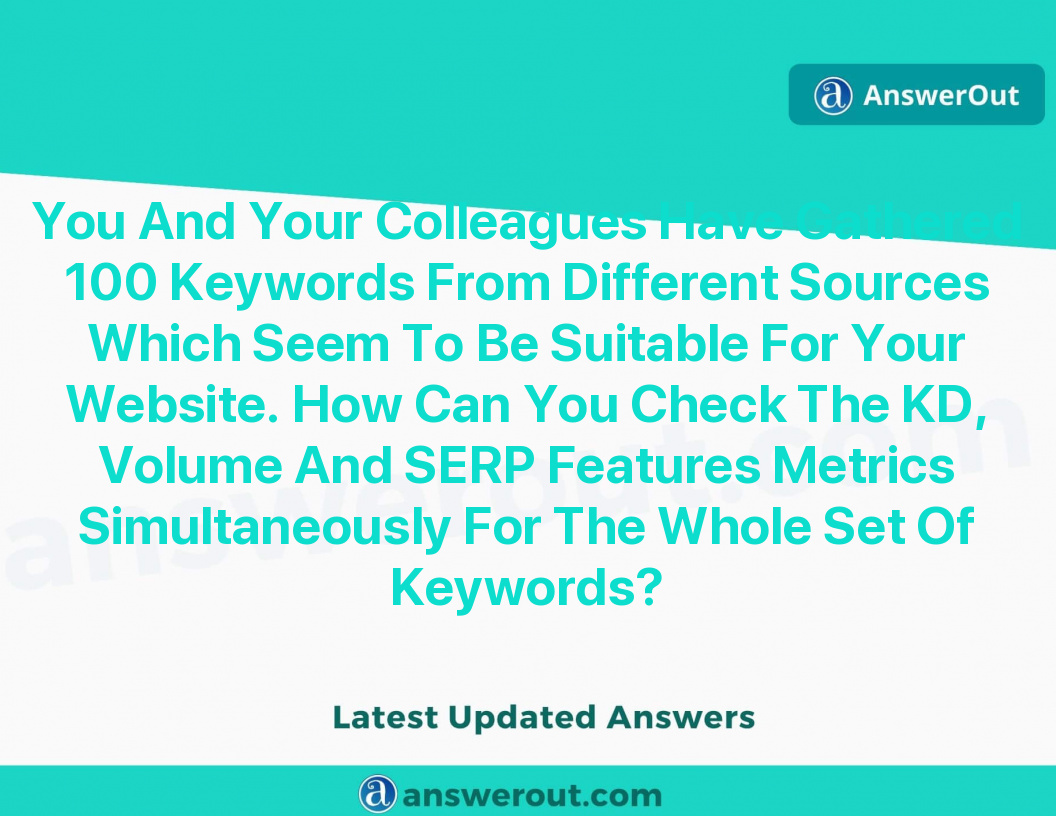 AnswerOut
You And Your Colleagues Have Gathered
100 Keywords From Different Sources
Which Seem To Be Suitable For Your
Website. How Can You Check The KD,
Volume And SERP Features Metrics
Simultaneously For The Whole Set Of
Keywords?
answerout.com
Latest Updated Answers
answerout.com